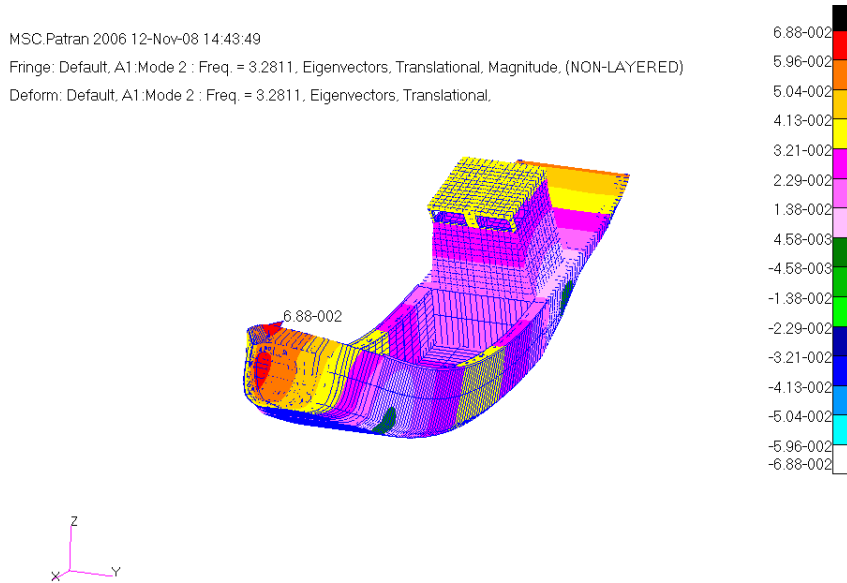 MSC.Patran 2006 12-Nov-08 14:43:49
Fringe: Default, A1:Mode 2 : Freq. = 3.2811, Eigenvectors, Translational, Magnitude, (NON-LAYERED)
Deform: Default, A1:Mode 2 : Freq. = 3.2811, Eigenvectors, Translational,
6.88-002
5.96-002
5.04-002
4.13-002
3.21-002
2.29-002
1.38-002
4.58-003
-4.58-003
-1.38-002
-2.29-002
-3.21-002
-4.13-002
-5.04-002
-5.96-002
-6.88-002
6.88-002
Z
X
Y